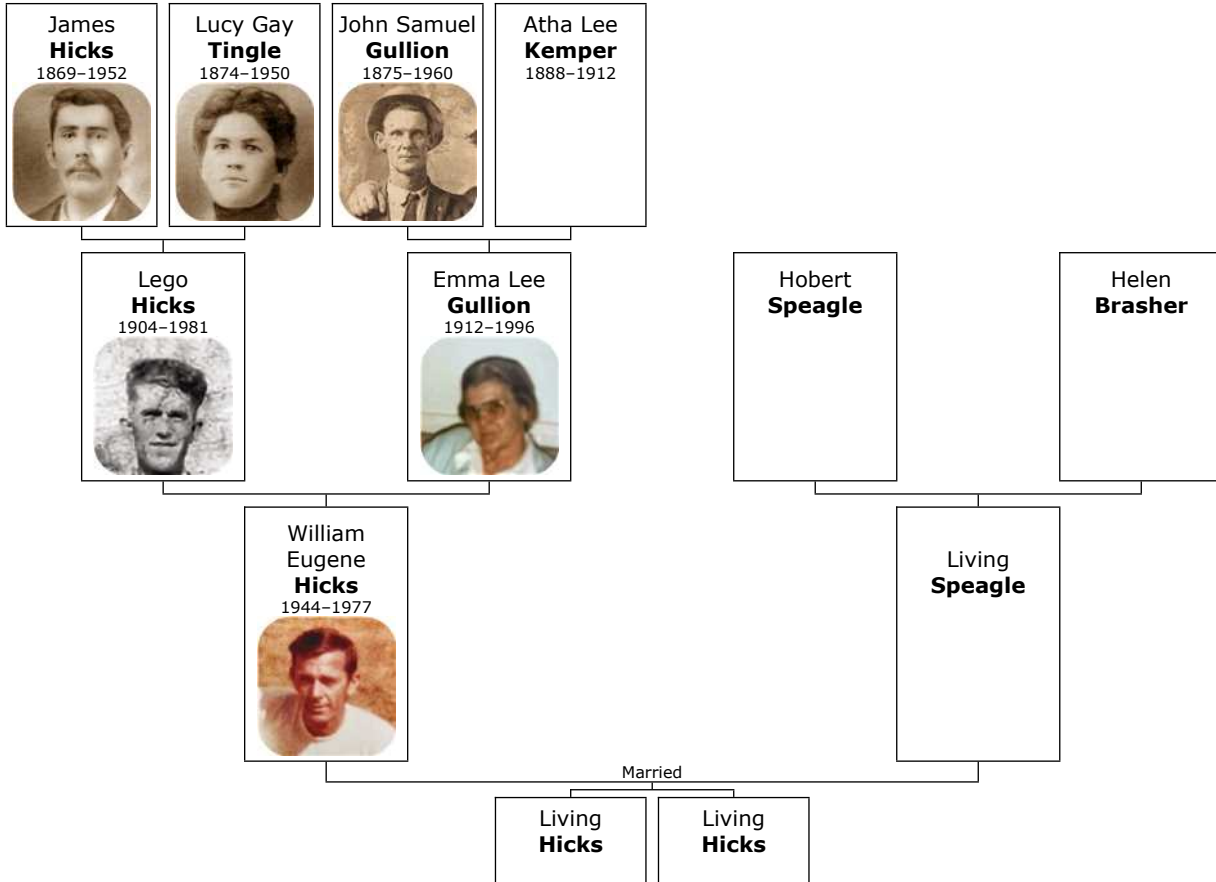 James
Hicks
1869–1952
Lucy Gay
Tingle
1874–1950
John Samuel
Gullion
1875–1960
Atha Lee
Kemper
1888–1912
Lego
Hicks
1904–1981
Emma Lee
Gullion
1912–1996
Hobert
Speagle
Helen
Brasher
William
Eugene
Hicks
1944–1977
Living
Speagle
Married
Living
Hicks
Living
Hicks